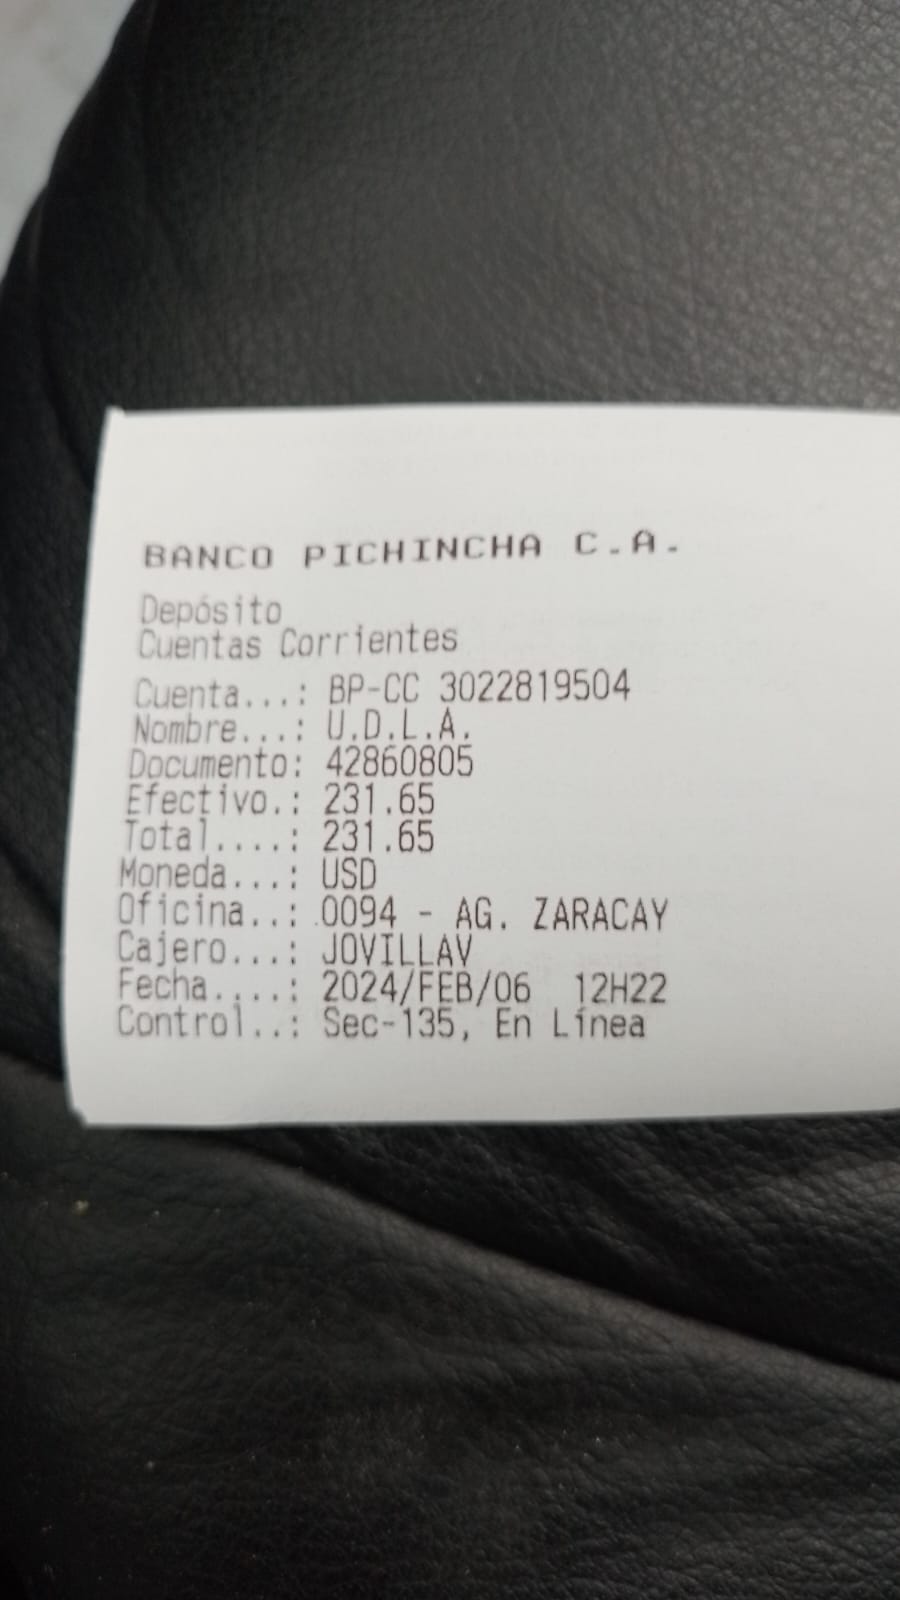 BANCO PICHINCHA C.A.
Depósito
Cuentas Corrientes
Cuenta...: BP-CC 3022819504
Nombre...: U.D.L.A.
Documento: 42860805
Efectivo.: 231.65
Total....: 231.65
Moneda...: USD
Oficina..: 0094 - AG. ZARACAY
Cajero...: JOVILLAV
Fecha....: 2024/FEB/06 12H22
Control..: Sec-135, En Línea